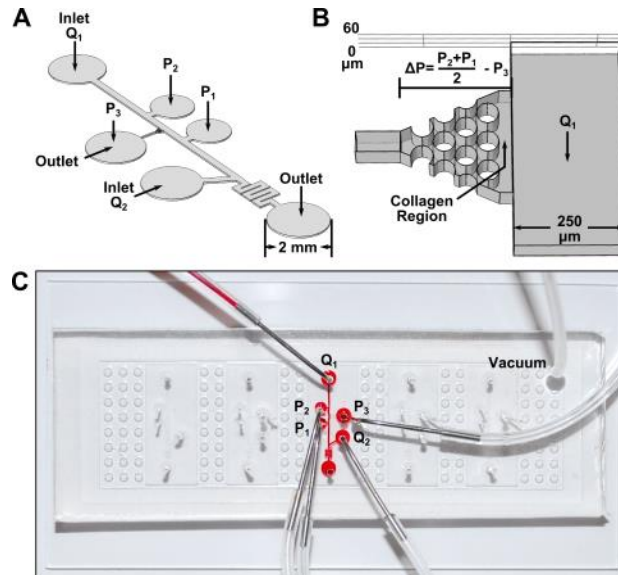 A
Inlet
Q1
P2
P1
P3
Outlet
Inlet
Q2
Outlet
2 mm
B
60
0
µm
ΔP= P2+P1 / 2 - P3
Q1
Collagen
Region
250
µm
C
Q1
Vacuum
P2
P3
P1
Q2